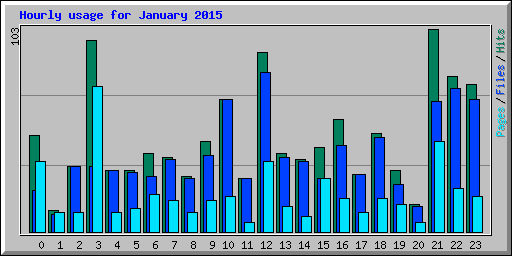 Hourly usage for January 2015
103
Pages / Files / Hits
0 1 2 3 4 5 6 7 8 9 10 11 12 13 14 15 16 17 18 19 20 21 22 23